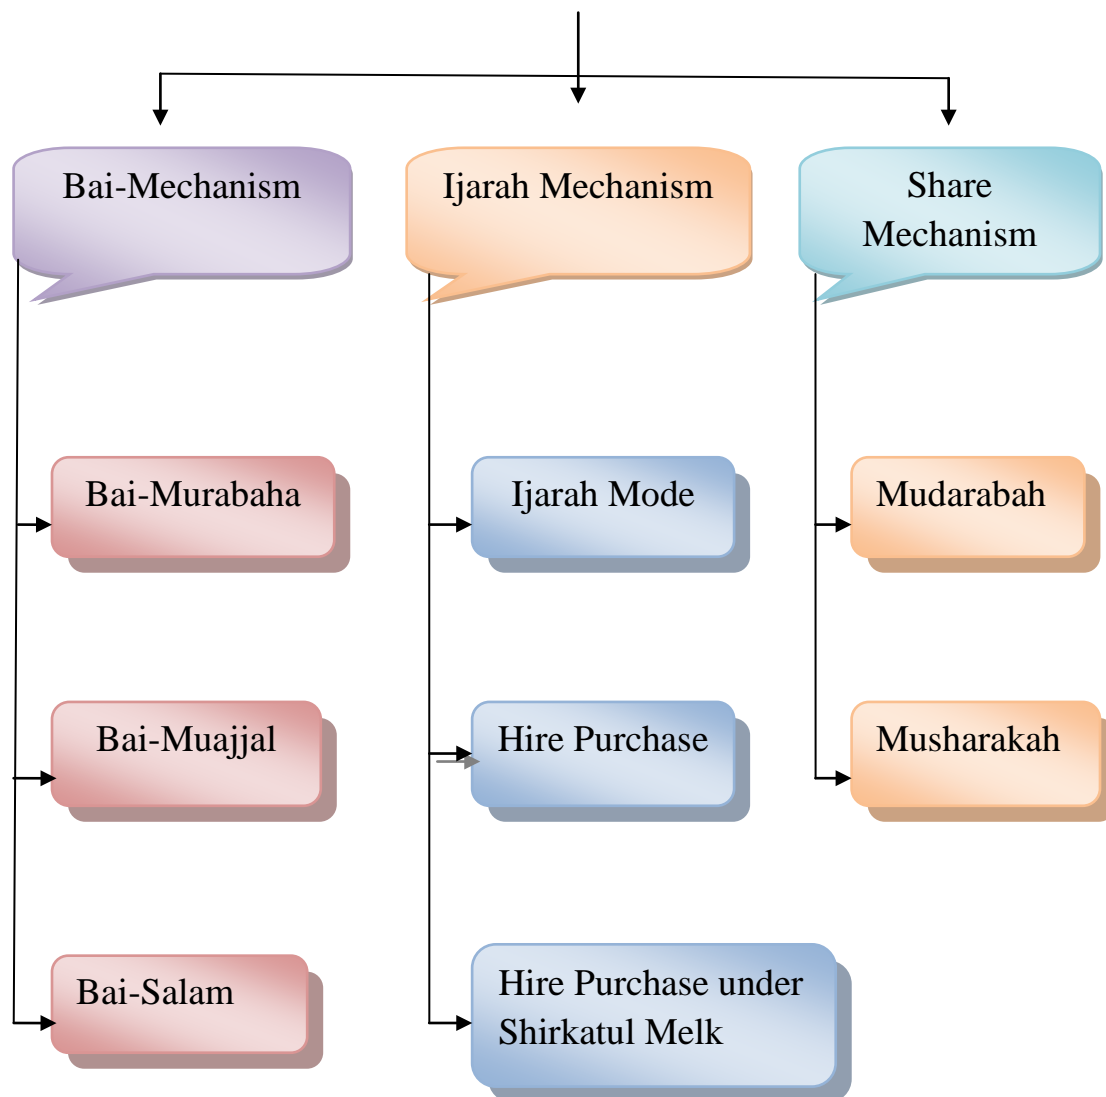 Bai-Mechanism
Ijarah Mechanism
Share
Mechanism
Bai-Murabaha
Ijarah Mode
Mudarabah
Bai-Muajjal
Hire Purchase
Musharakah
Bai-Salam
Hire Purchase under
Shirkatul Melk